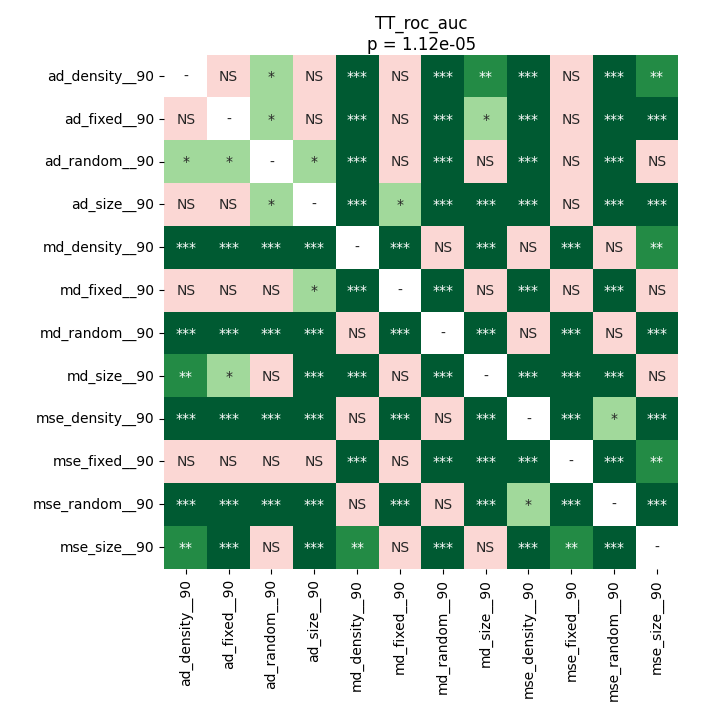 TT_roc_auc
p = 1.12e-05
ad_density__90 - NS * NS *** NS *** ** *** NS *** **
ad_fixed__90 NS - * NS *** NS *** * *** NS *** ***
ad_random__90 * * - * *** NS *** NS *** NS *** NS
ad_size__90 NS NS * - *** * *** *** *** NS *** ***
md_density__90 *** *** *** *** - *** NS *** NS *** NS **
md_fixed__90 NS NS NS * *** - *** NS *** NS *** NS
md_random__90 *** *** *** *** NS *** - *** NS *** NS ***
md_size__90 ** * NS *** *** NS *** - *** *** *** NS
mse_density__90 *** *** *** *** NS *** NS *** - *** * ***
mse_fixed__90 NS NS NS NS *** NS *** *** *** - *** **
mse_random__90 *** *** *** *** NS *** NS *** * *** - ***
mse_size__90 ** *** NS *** ** NS *** NS *** ** *** -
ad_density__90
ad_fixed__90
ad_random__90
ad_size__90
md_density__90
md_fixed__90
md_random__90
md_size__90
mse_density__90
mse_fixed__90
mse_random__90
mse_size__90